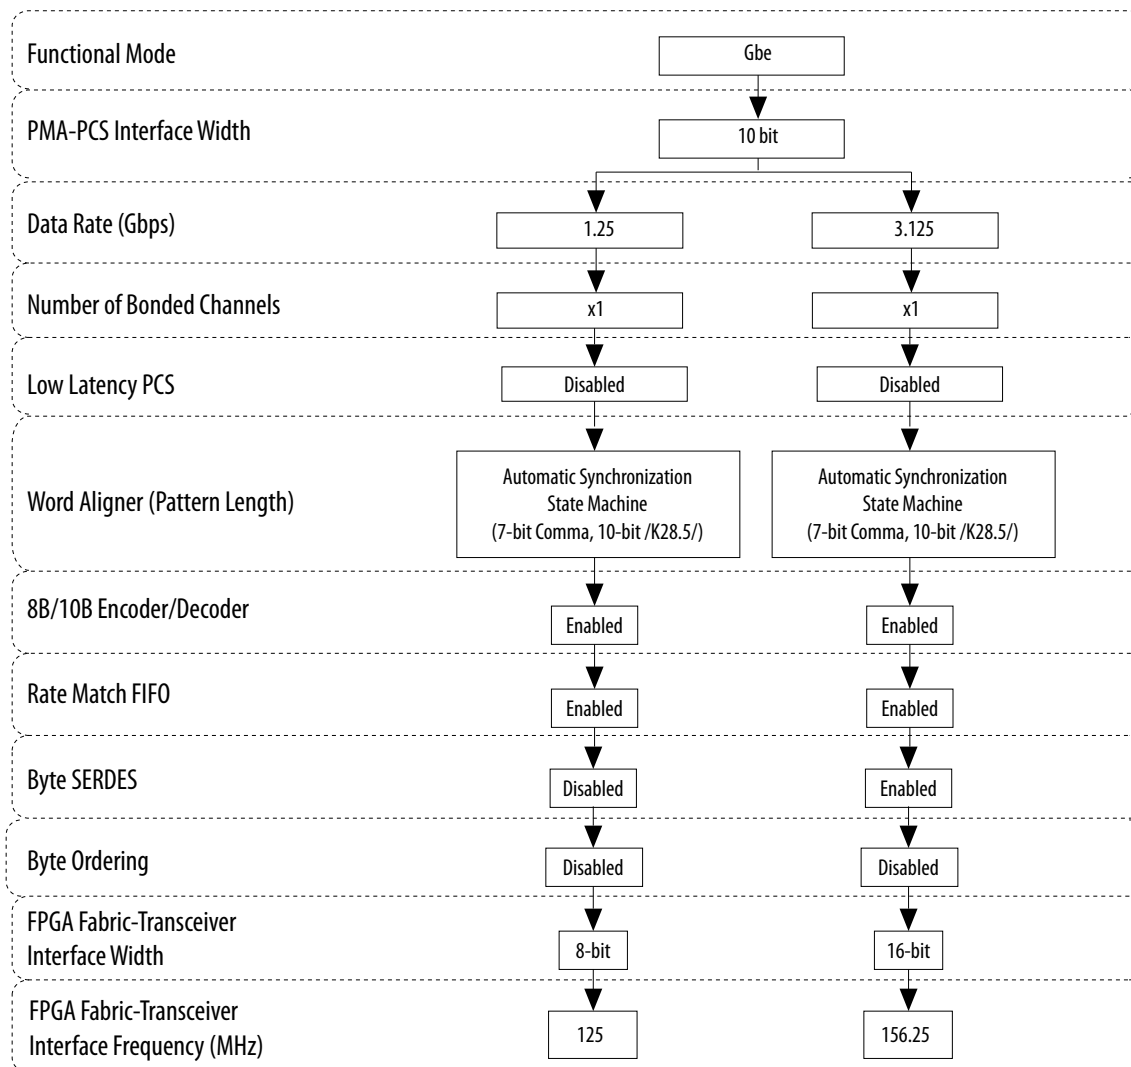 Functional Mode
Gbe
PMA-PCS Interface Width
10 bit
Data Rate (Gbps)
1.25
3.125
Number of Bonded Channels
x1
x1
Low Latency PCS
Disabled
Disabled
Word Aligner (Pattern Length)
Automatic Synchronization
State Machine
(7-bit Comma, 10-bit /K28.5/)
Automatic Synchronization
State Machine
(7-bit Comma, 10-bit /K28.5/)
8B/10B Encoder/Decoder
Enabled
Enabled
Rate Match FIFO
Enabled
Enabled
Byte SERDES
Disabled
Enabled
Byte Ordering
Disabled
Disabled
FPGA Fabric-Transceiver
Interface Width
8-bit
16-bit
FPGA Fabric-Transceiver
Interface Frequency (MHz)
125
156.25